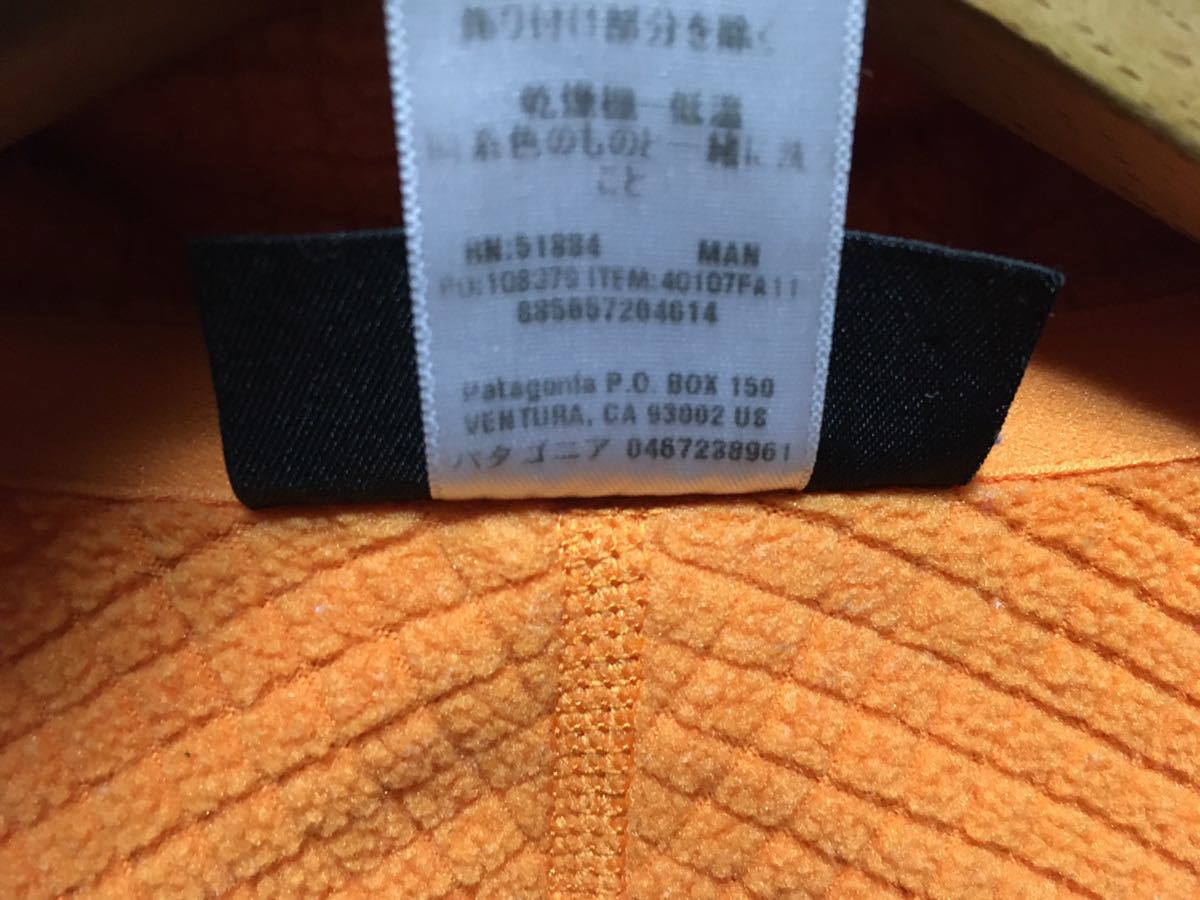 飾り付け部分を除く
乾燥機-低温
同系色のものと一緒に洗
こと
RN:51884 MAN
PO:108379 ITEM:40107FA11
885657204614
Patagonia P.O. BOX 150
VENTURA, CA 93002 US
パタゴニア 0467238961